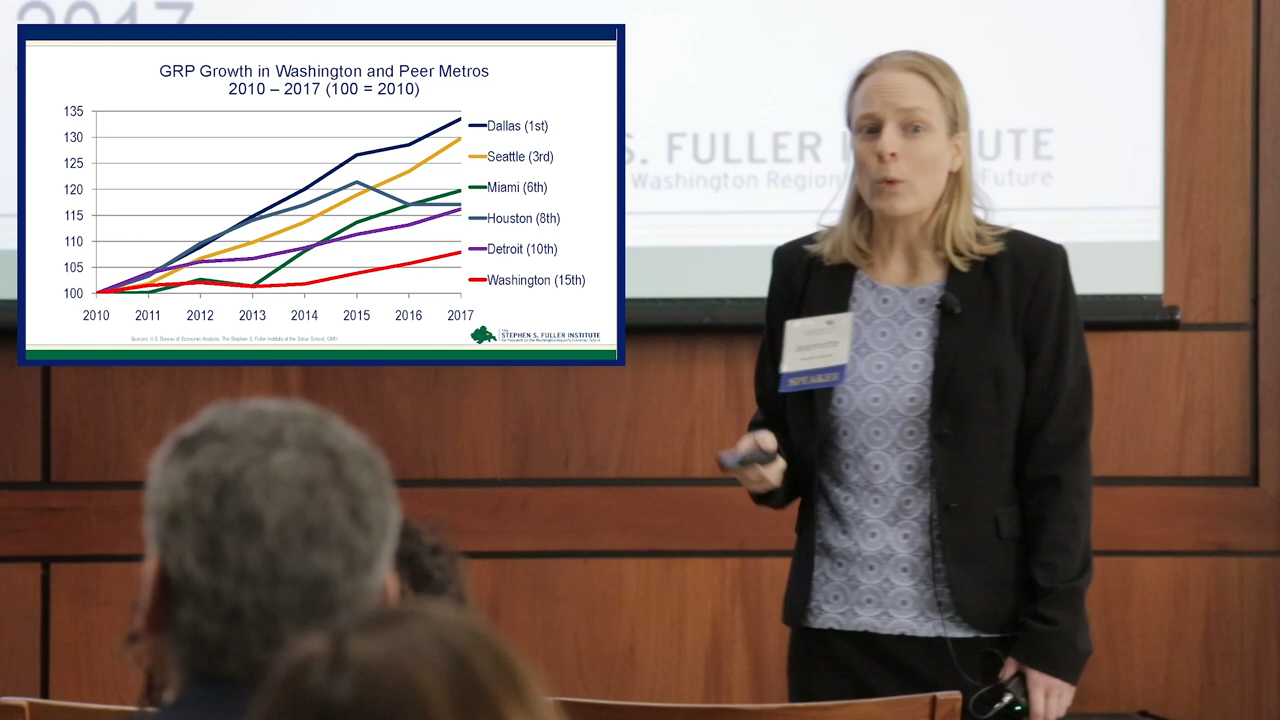 2017
GRP Growth in Washington and Peer Metros
2010 – 2017 (100 = 2010)
135
130
125
120
115
110
105
100
2010 2011 2012 2013 2014 2015 2016 2017
Dallas (1st)
Seattle (3rd)
Miami (6th)
Houston (8th)
Detroit (10th)
Washington (15th)
Sources: U.S. Bureau of Economic Analysis, The Stephen S. Fuller Institute at the Schar School, GMU
The
STEPHEN S. FULLER INSTITUTE
for Research on the Washington Region's Economic Future
S. FULLER I UTE
Washington Region Future
SPEAKER